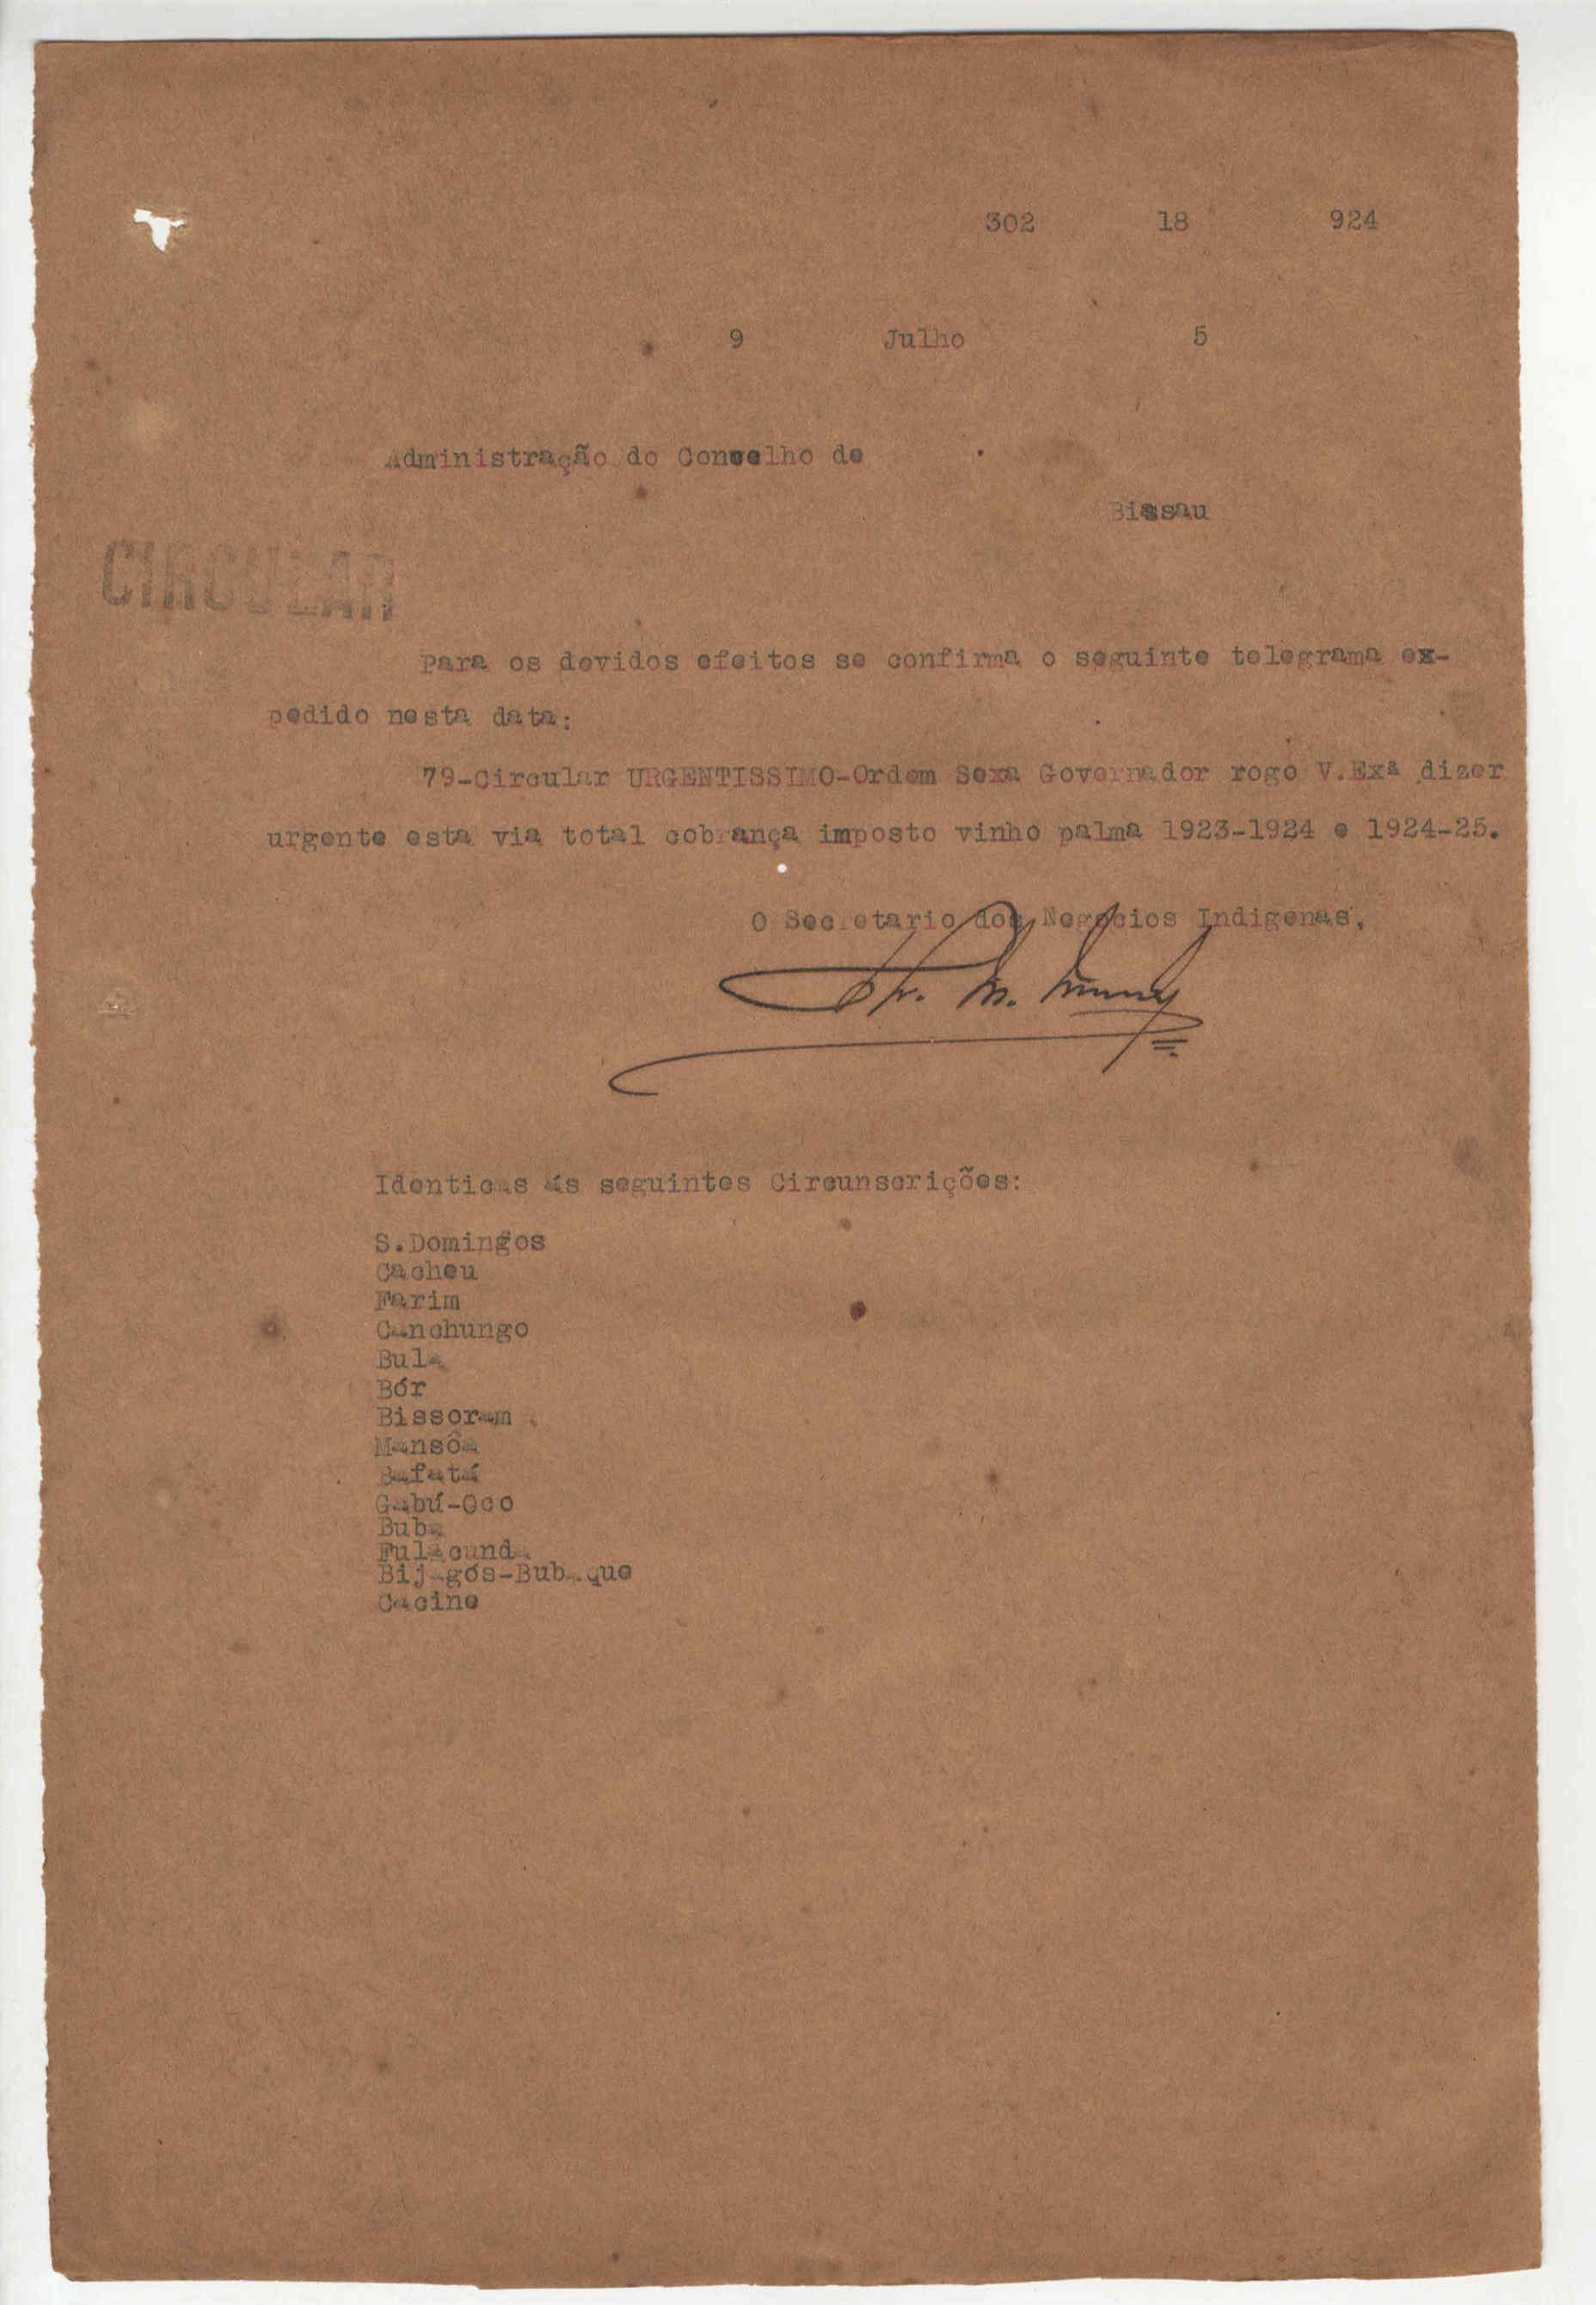 302 18 924
9 Julho 5
Administração do Conselho de
Bissau
CIRCULAR
Para os devidos efeitos se confirma o seguinte telegrama ex-
pedido nesta data:
79-Circular URGENTISSIMO-Ordem Sexa Governador rogo V.Exª dizer
urgente esta via total cobrança imposto vinho palma 1923-1924 e 1924-25.
O Secretario dos Negocios Indigenas,
Identicas ás seguintes Circunscrições:
S.Domingos
Cacheu
Farim
Canchungo
Bula
Bór
Bissoram
Mansôa
Bafatá
Gabú-Oco
Buba
Fulacunda
Bijagós-Bubaque
Cacine